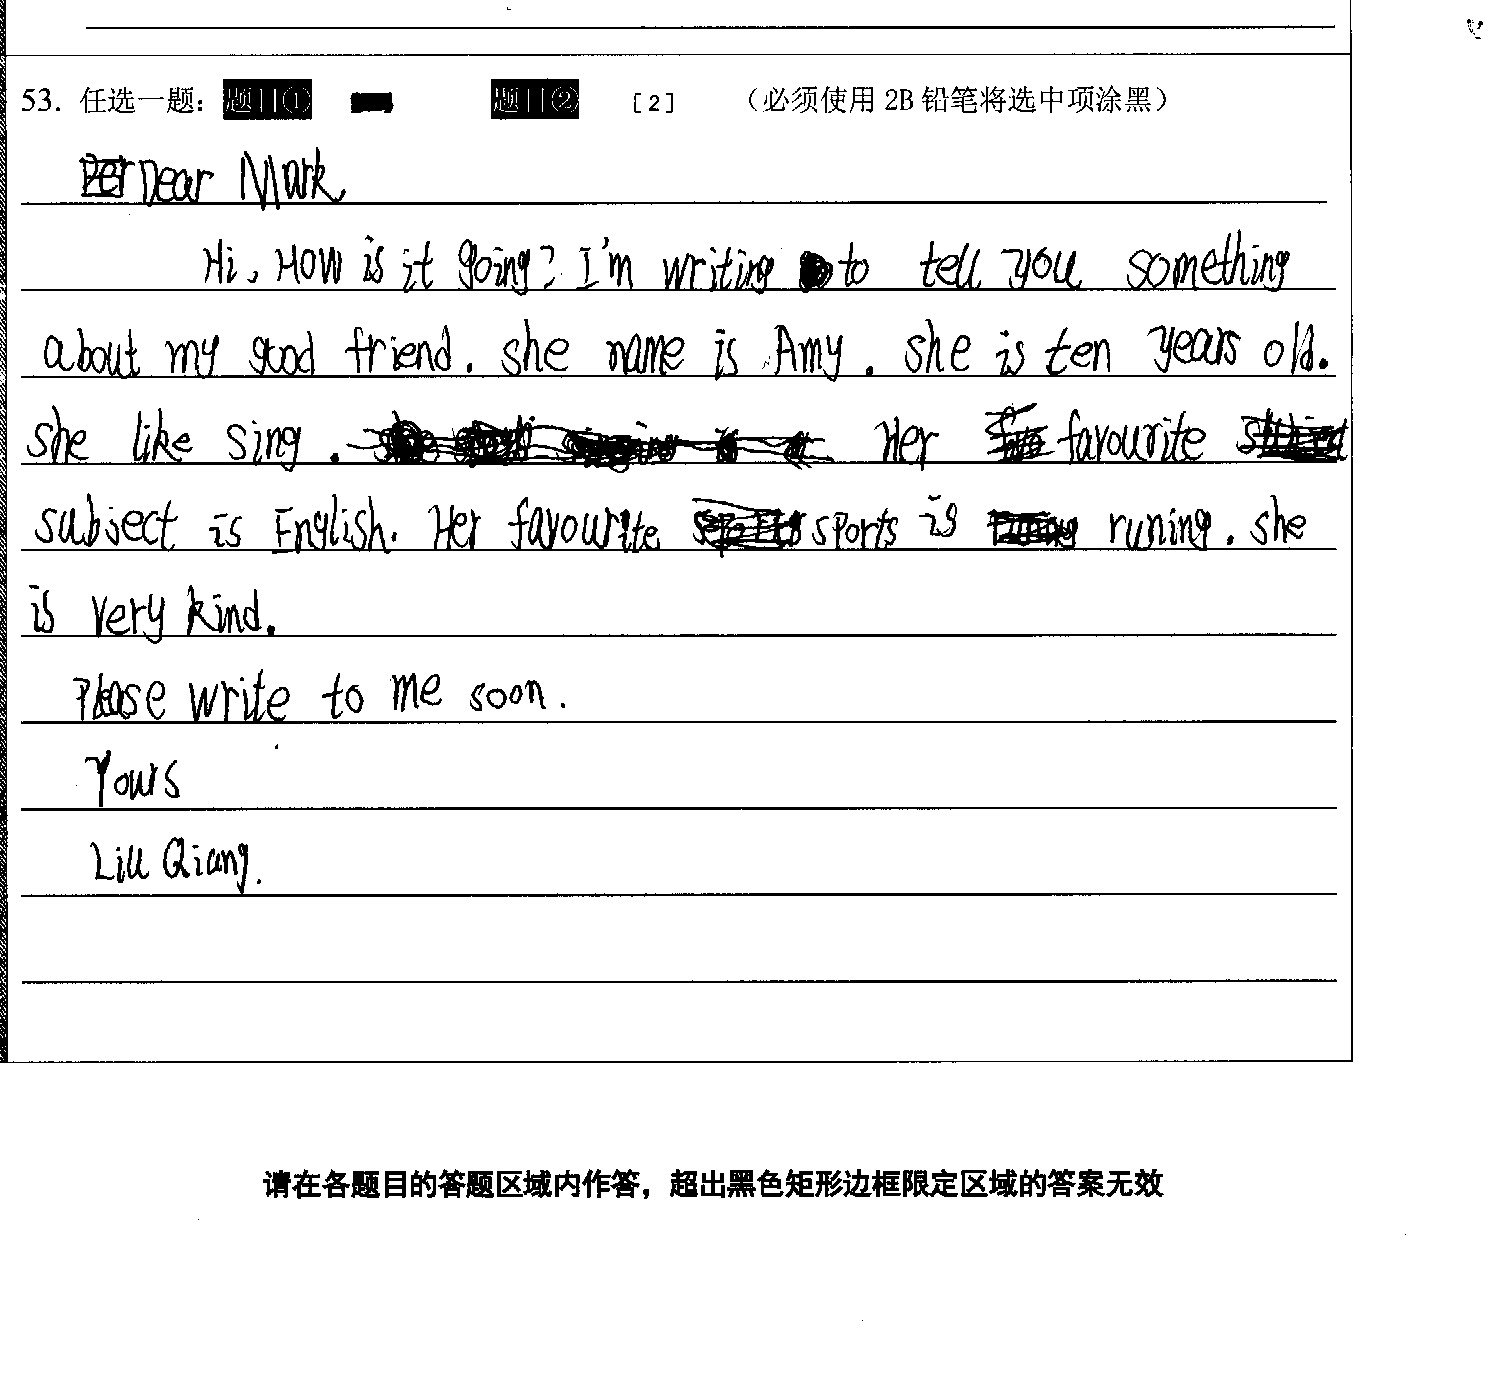 53. 任选一题： 题目① 题目② [2] （必须使用 2B 铅笔将选中项涂黑）
Dear Mark,
Hi, How is it going? I'm writing to tell you something
about my good friend. she name is Amy. she is ten years old.
she like sing. Her favourite
subject is English. Her favourite sports is runing. she
is very kind.
Please write to me soon.
Yours
Liu Qiang.
请在各题目的答题区域内作答，超出黑色矩形边框限定区域的答案无效